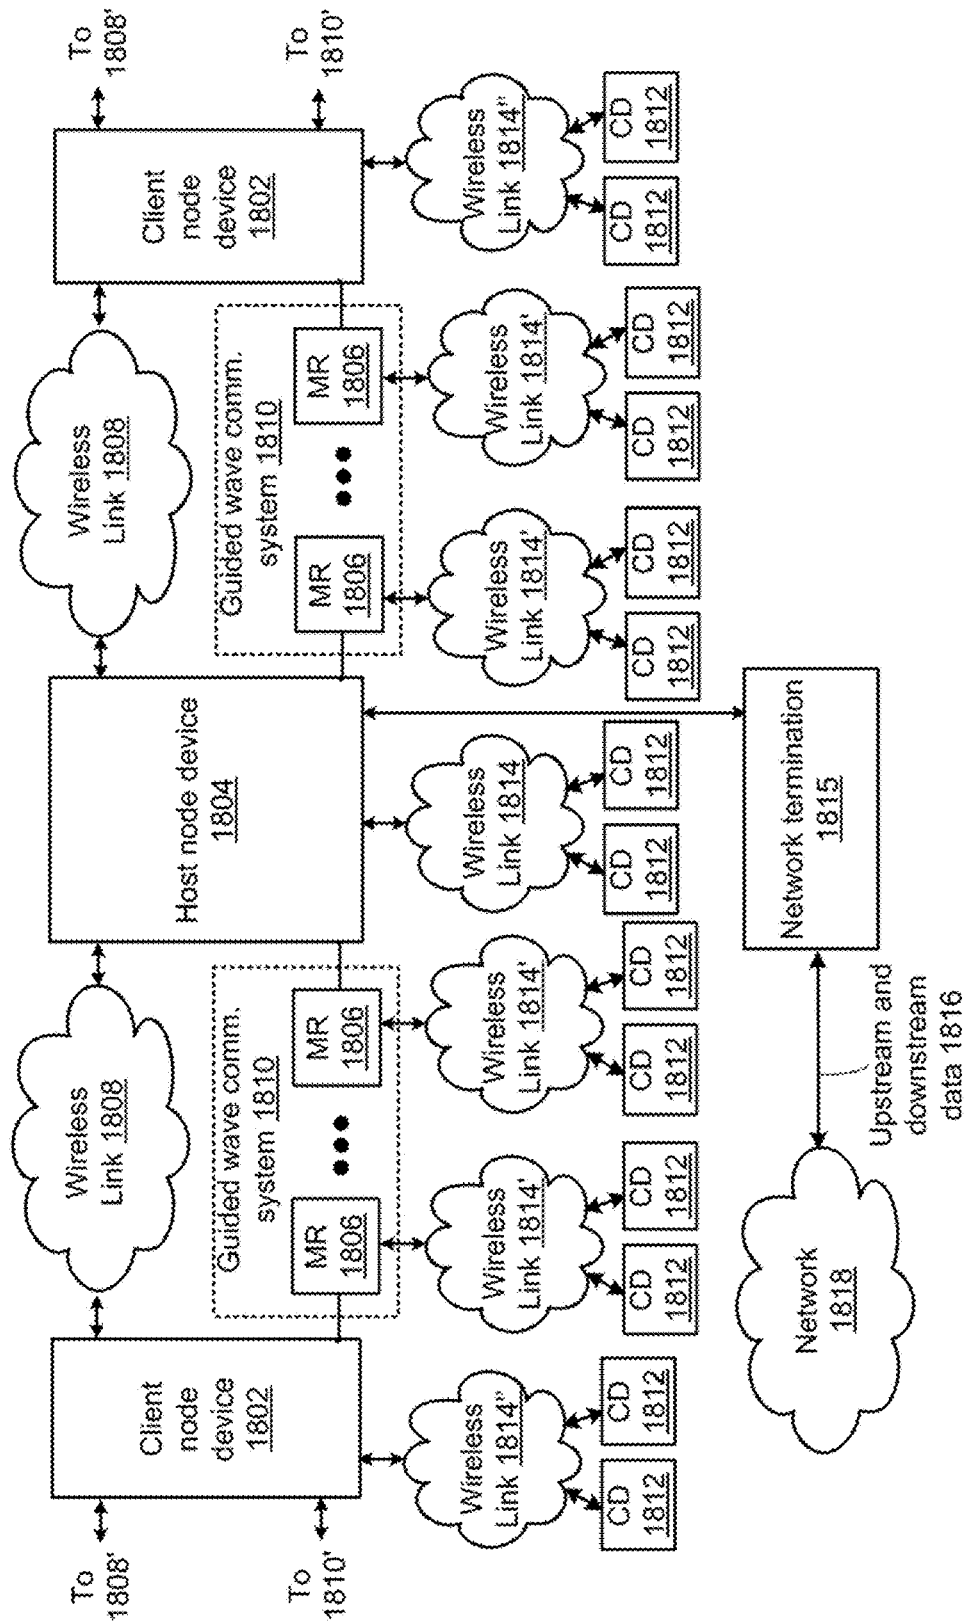 To
1808'
Client
node
device
1802
Wireless
Link 1808
Host node device
1804
Wireless
Link 1808
Client
node
device
1802
To
1808'
To
1810'
Guided wave comm.
system 1810
MR
1806
MR
1806
Guided wave comm.
system 1810
MR
1806
MR
1806
To
1810'
Wireless
Link 1814"
Wireless
Link 1814'
Wireless
Link 1814'
Wireless
Link 1814
Wireless
Link 1814'
Wireless
Link 1814'
Wireless
Link 1814"
CD
1812
CD
1812
CD
1812
CD
1812
CD
1812
CD
1812
CD
1812
CD
1812
CD
1812
CD
1812
CD
1812
CD
1812
CD
1812
CD
1812
Network
1818
Upstream and
downstream
data 1816
Network termination
1815